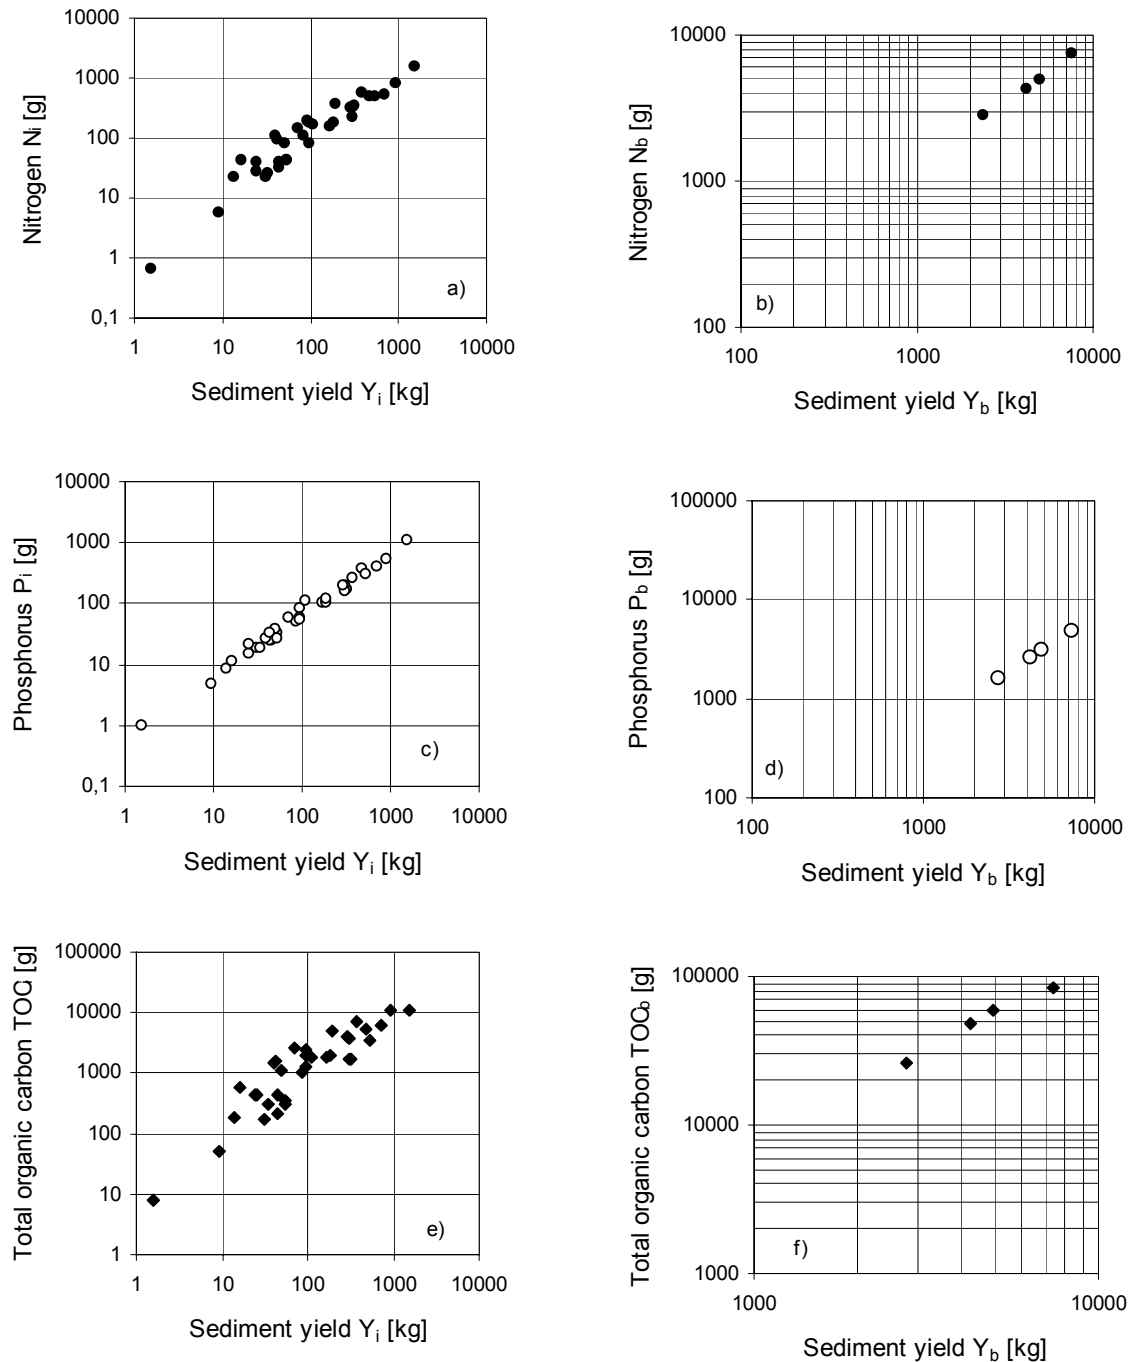 10000
1000
100
10
1
0,1
Nitrogen Ni [g]
a)
1 10 100 1000 10000
Sediment yield Yi [kg]
10000
1000
100
Nitrogen Nb [g]
b)
100 1000 10000
Sediment yield Yb [kg]
10000
1000
100
10
1
0,1
Phosphorus Pi [g]
c)
1 10 100 1000 10000
Sediment yield Yi [kg]
100000
10000
1000
100
Phosphorus Pb [g]
d)
100 1000 10000
Sediment yield Yb [kg]
100000
10000
1000
100
10
1
Total organic carbon TOCi [g]
e)
1 10 100 1000 10000
Sediment yield Yi [kg]
100000
10000
1000
Total organic carbon TOCb [g]
f)
1000 10000
Sediment yield Yb [kg]